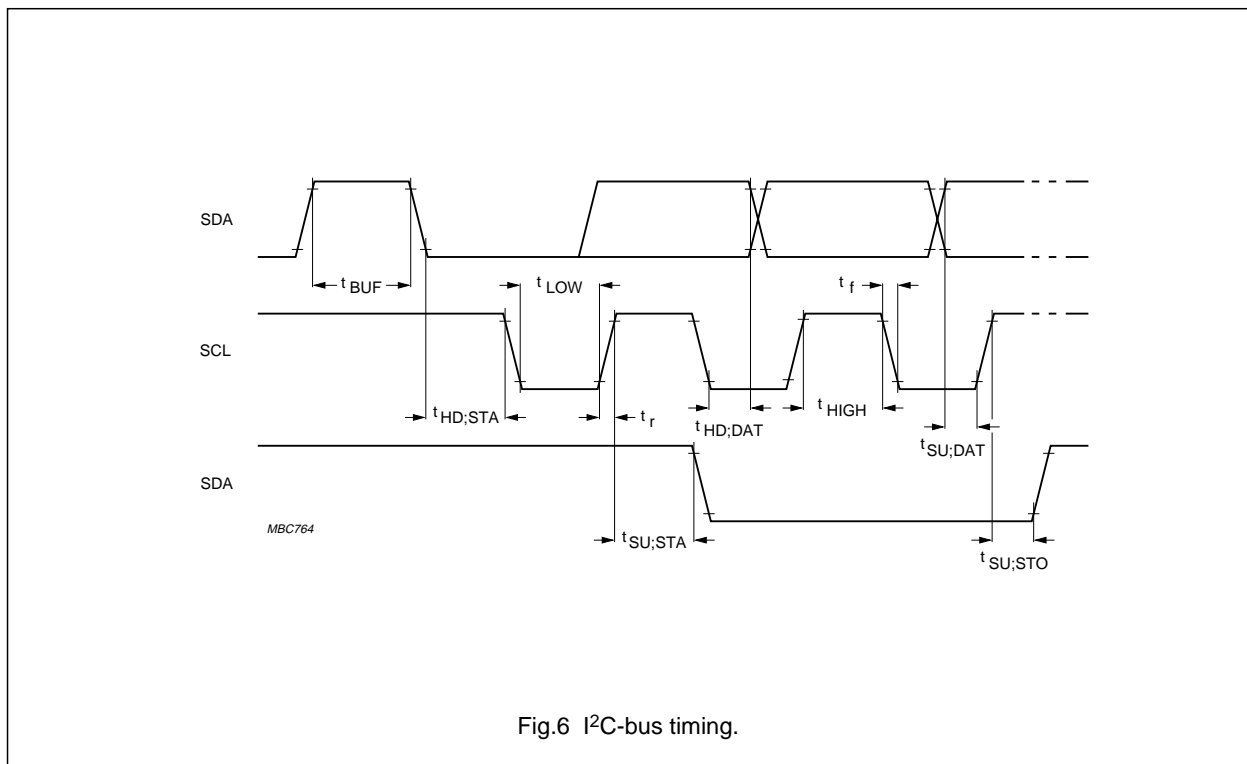 SDA
t BUF
t LOW
t f
SCL
t HD;STA
t r
t HD;DAT
t HIGH
t SU;DAT
SDA
MBC764
t SU;STA
t SU;STO
Fig.6 I²C-bus timing.